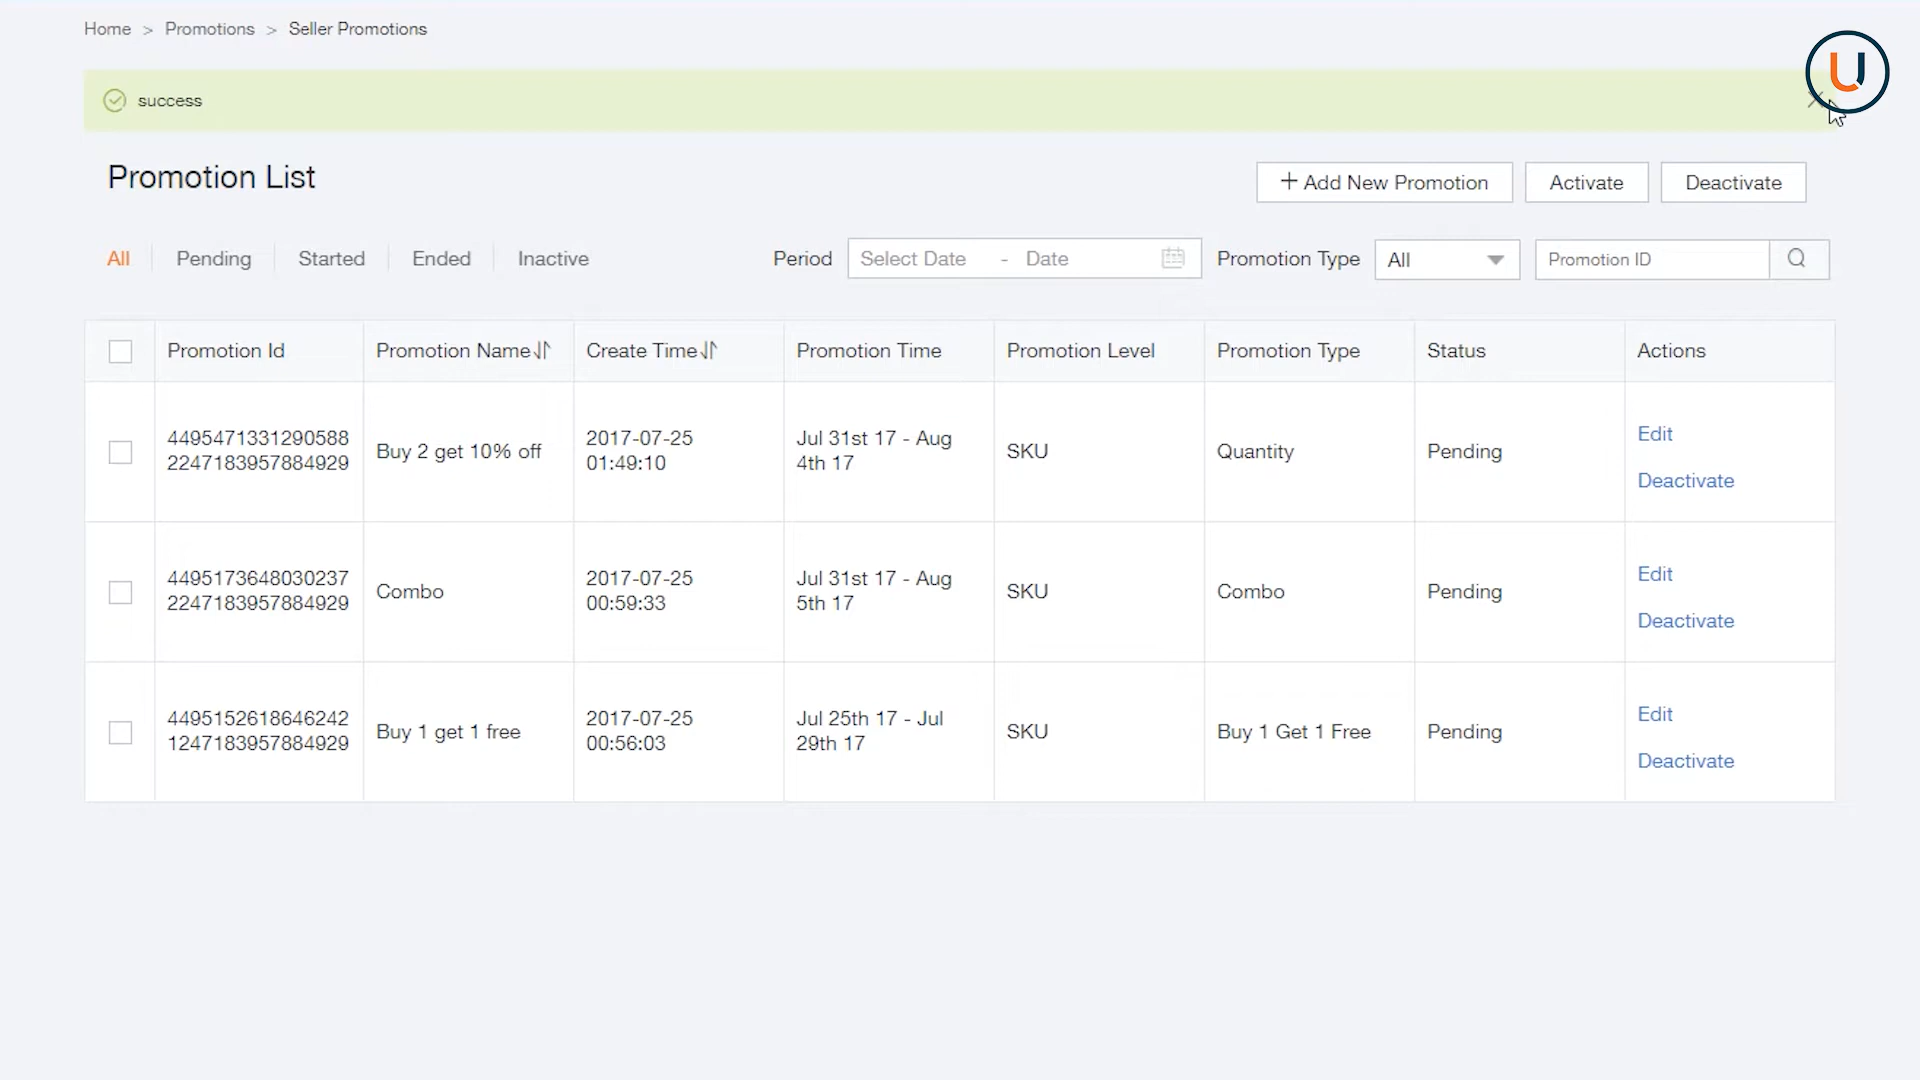 Home > Promotions > Seller Promotions
success
U
Promotion List
+ Add New Promotion
Activate
Deactivate
All
Pending
Started
Ended
Inactive
Period
Select Date - Date
Promotion Type
All
Promotion ID
Promotion Id
Promotion Name
Create Time
Promotion Time
Promotion Level
Promotion Type
Status
Actions
4495471331290588
2247183957884929
Buy 2 get 10% off
2017-07-25
01:49:10
Jul 31st 17 - Aug
4th 17
SKU
Quantity
Pending
Edit
Deactivate
4495173648030237
2247183957884929
Combo
2017-07-25
00:59:33
Jul 31st 17 - Aug
5th 17
SKU
Combo
Pending
Edit
Deactivate
4495152618646242
1247183957884929
Buy 1 get 1 free
2017-07-25
00:56:03
Jul 25th 17 - Jul
29th 17
SKU
Buy 1 Get 1 Free
Pending
Edit
Deactivate